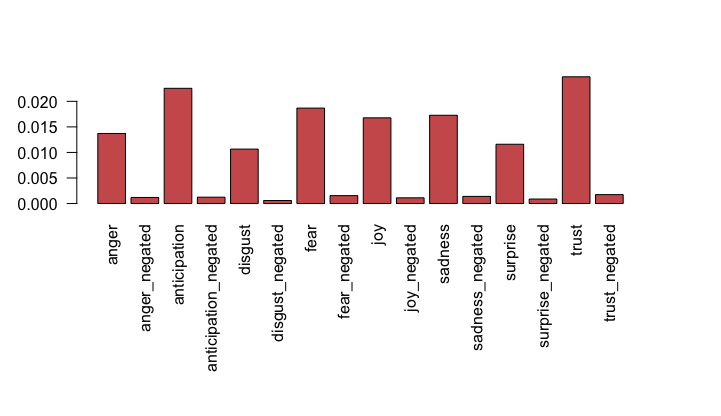 0.020
0.015
0.010
0.005
0.000
anger
anger_negated
anticipation
anticipation_negated
disgust
disgust_negated
fear
fear_negated
joy
joy_negated
sadness
sadness_negated
surprise
surprise_negated
trust
trust_negated